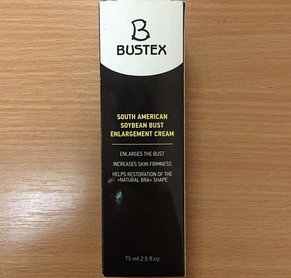 B
BUSTEX
SOUTH AMERICAN
SOYBEAN BUST
ENLARGEMENT CREAM
ENLARGES THE BUST
INCREASES SKIN FIRMNESS
HELPS RESTORATION OF THE
«NATURAL BRA» SHAPE
75 ml 2.5 fl.oz.